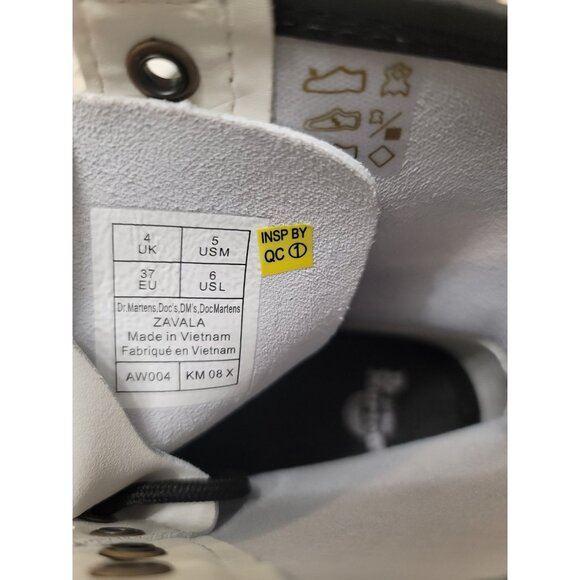 4 5
UK USM
37 6
EU USL
Dr.Martens,Doc's,DM's,DocMartens
ZAVALA
Made in Vietnam
Fabriqué en Vietnam
AW004 KM 08 X
INSP BY
QC 1